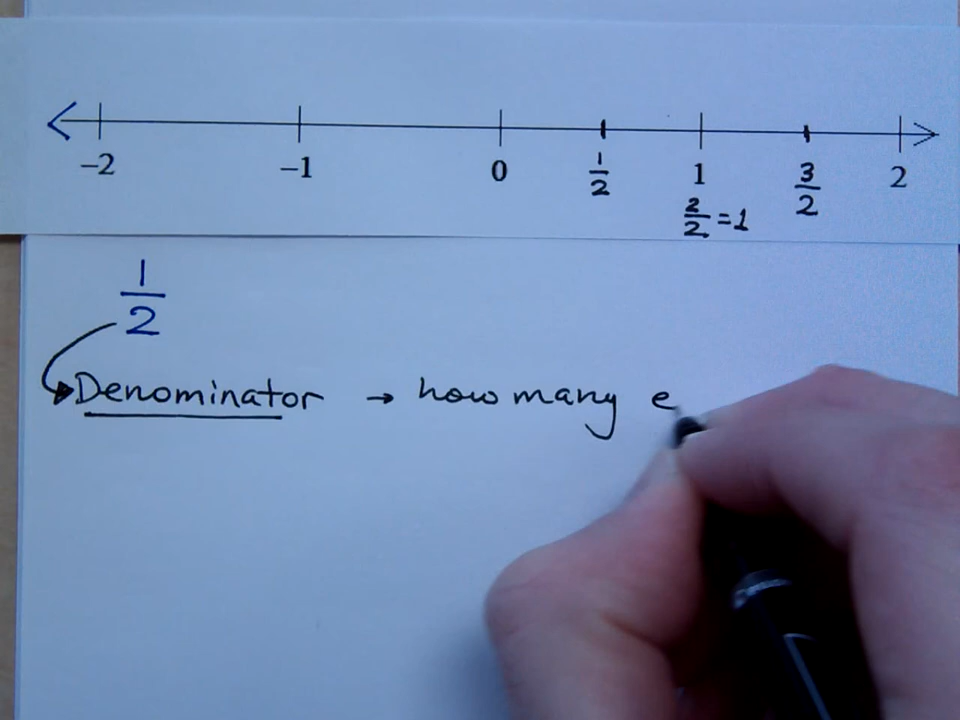 -2 -1 0 1/2 1 3/2 2
2/2 = 1
1/2
Denominator → how many e